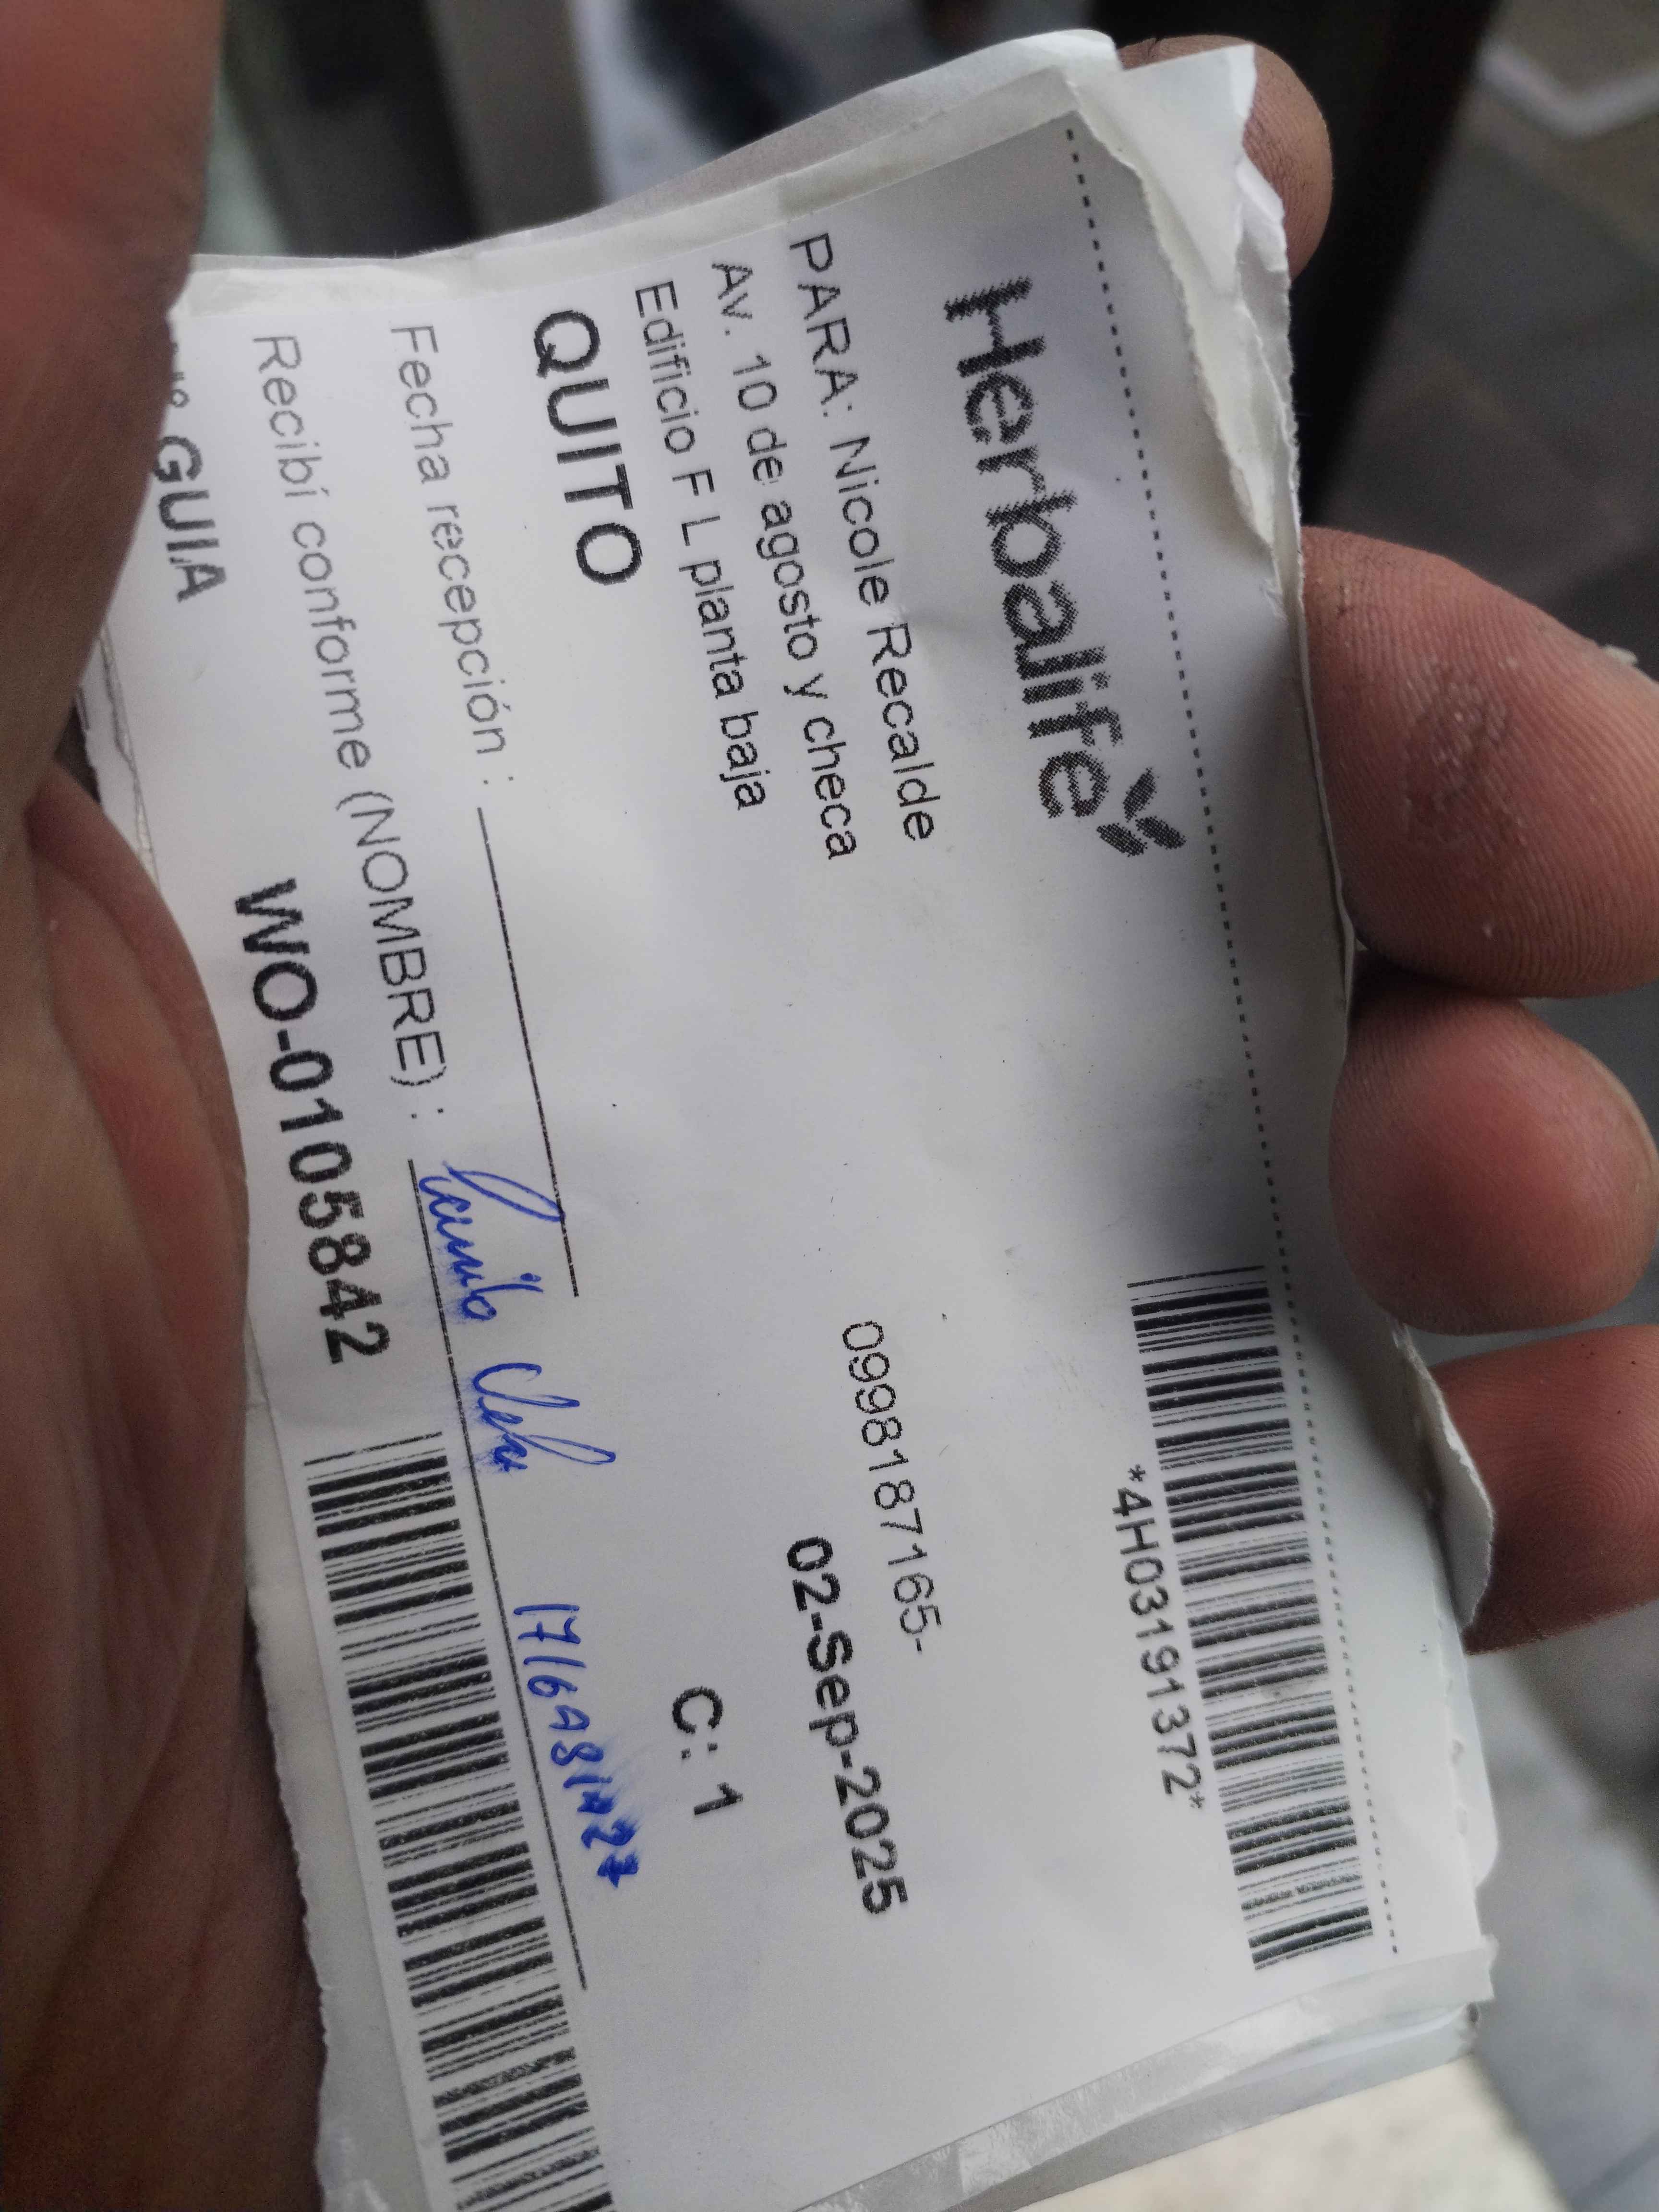 Herbalife
*4H03191372*
PARA: Nicole Recalde
0998187165-
Av. 10 de agosto y checa
02-Sep-2025
Edificio F L planta baja
QUITO
C: 1
Fecha recepción :
Recibí conforme (NOMBRE) :
GUIA
WO-0105842